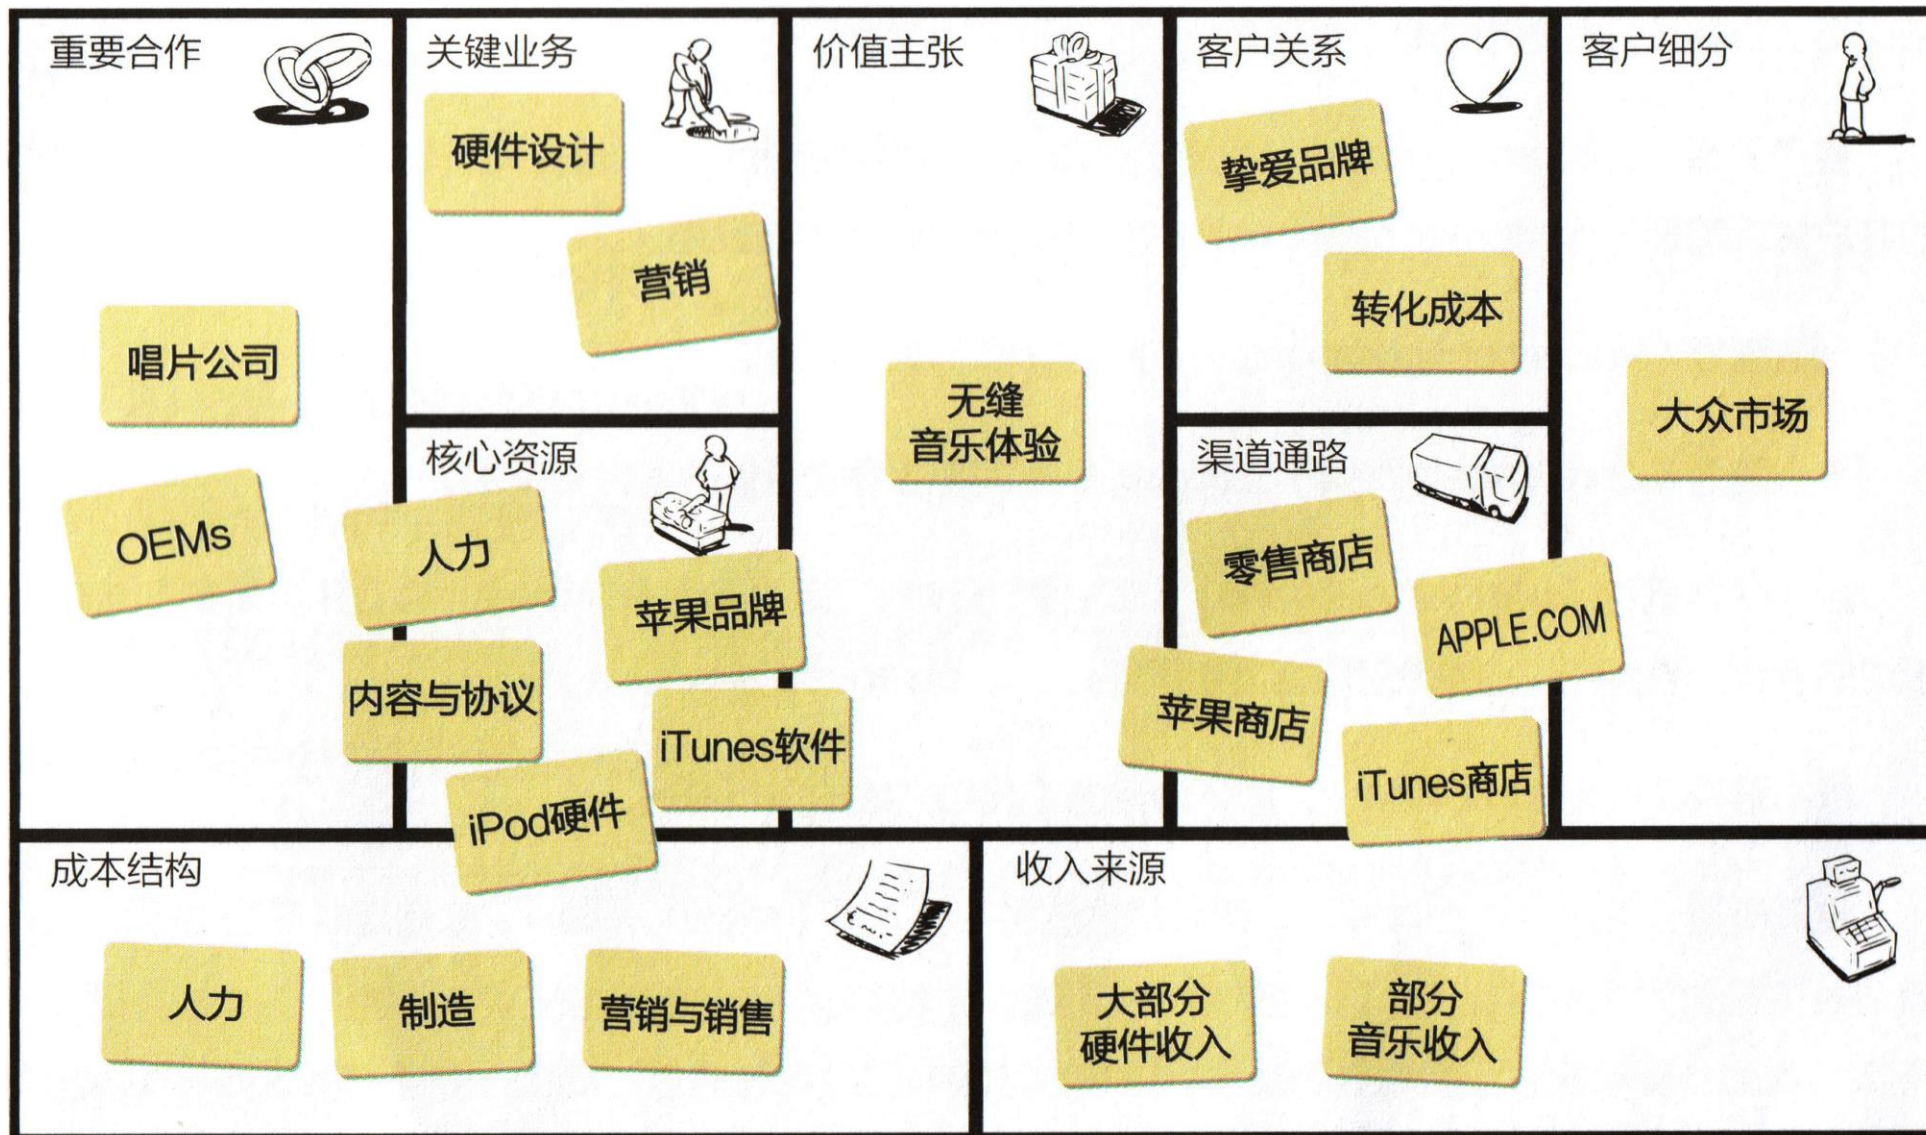 重要合作
唱片公司
OEMs
关键业务
硬件设计
营销
核心资源
人力
苹果品牌
内容与协议
iTunes软件
iPod硬件
价值主张
无缝
音乐体验
客户关系
挚爱品牌
转化成本
渠道通路
零售商店
APPLE.COM
苹果商店
iTunes商店
客户细分
大众市场
成本结构
人力
制造
营销与销售
收入来源
大部分
硬件收入
部分
音乐收入